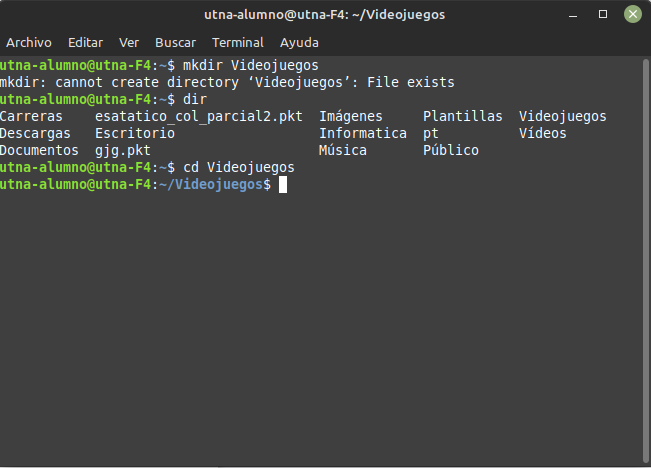 utna-alumno@utna-F4: ~/Videojuegos
Archivo Editar Ver Buscar Terminal Ayuda
utna-alumno@utna-F4:~$ mkdir Videojuegos
mkdir: cannot create directory ‘Videojuegos’: File exists
utna-alumno@utna-F4:~$ dir
Carreras    esatatico_col_parcial2.pkt  Imágenes     Plantillas  Videojuegos
Descargas   Escritorio                  Informatica  pt          Vídeos
Documentos  gjg.pkt                     Música       Público
utna-alumno@utna-F4:~$ cd Videojuegos
utna-alumno@utna-F4:~/Videojuegos$